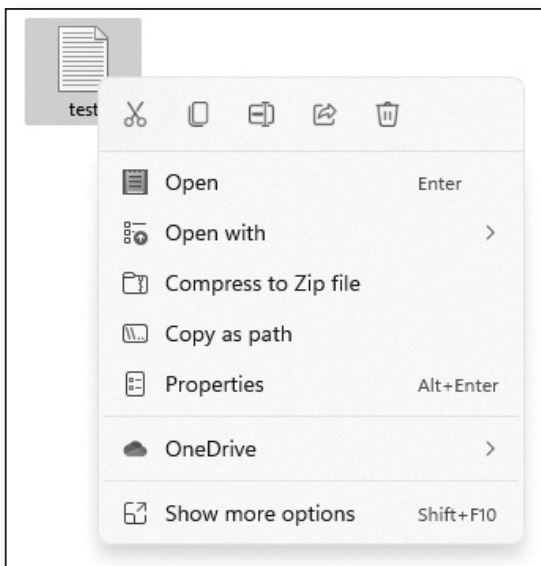 test
Open Enter
Open with
Compress to Zip file
Copy as path
Properties Alt+Enter
OneDrive
Show more options Shift+F10